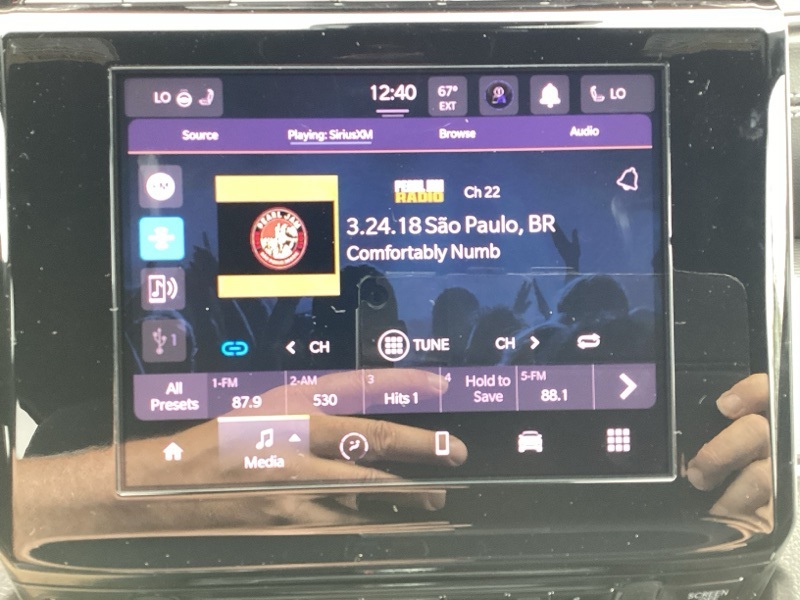 LO
12:40
67°
EXT
LO
Source
Playing: SiriusXM
Browse
Audio
PEARL JAM
RADIO
Ch 22
PEARL JAM
3.24.18 São Paulo, BR
Comfortably Numb
1
CH
TUNE
CH
All
Presets
1-FM
87.9
2-AM
530
3
Hits 1
4
Hold to
Save
5-FM
88.1
Media
SCREEN